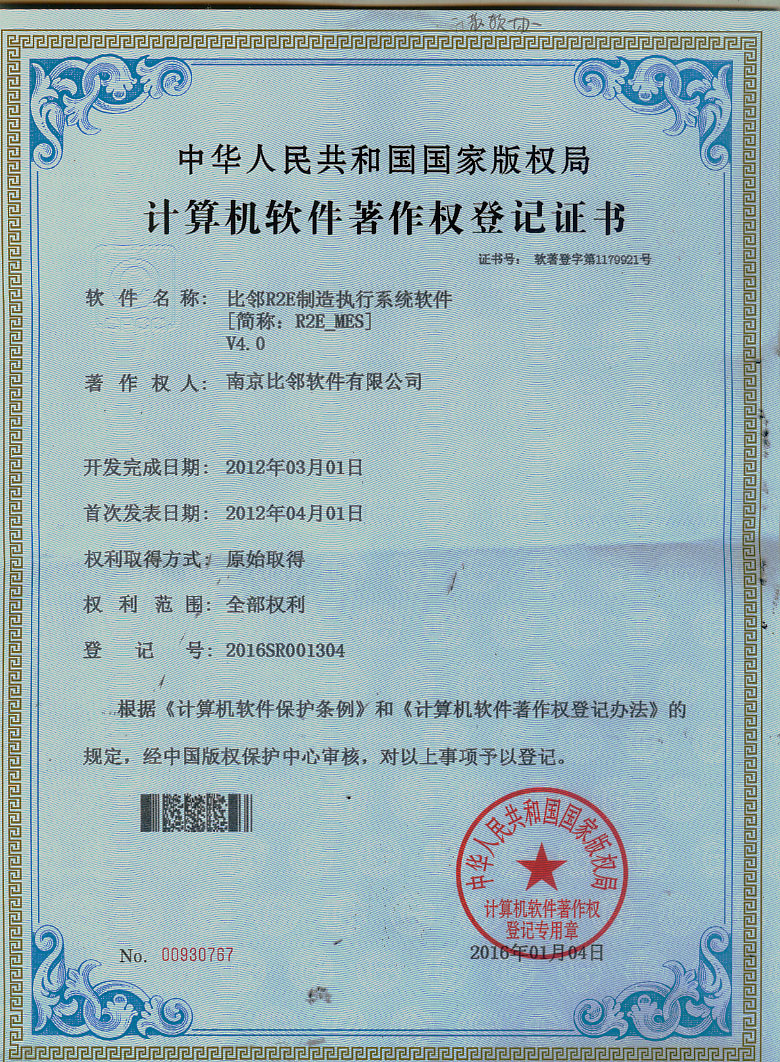 中华人民共和国国家版权局
计算机软件著作权登记证书
证书号： 软著登字第1179921号
软件名称： 比邻R2E制造执行系统软件
[简称：R2E_MES]
V4.0
著作权人： 南京比邻软件有限公司
开发完成日期： 2012年03月01日
首次发表日期： 2012年04月01日
权利取得方式： 原始取得
权利范围： 全部权利
登记号： 2016SR001304
根据《计算机软件保护条例》和《计算机软件著作权登记办法》的
规定，经中国版权保护中心审核，对以上事项予以登记。
中华人民共和国国家版权局
计算机软件著作权
登记专用章
No. 00930767
2016年01月04日